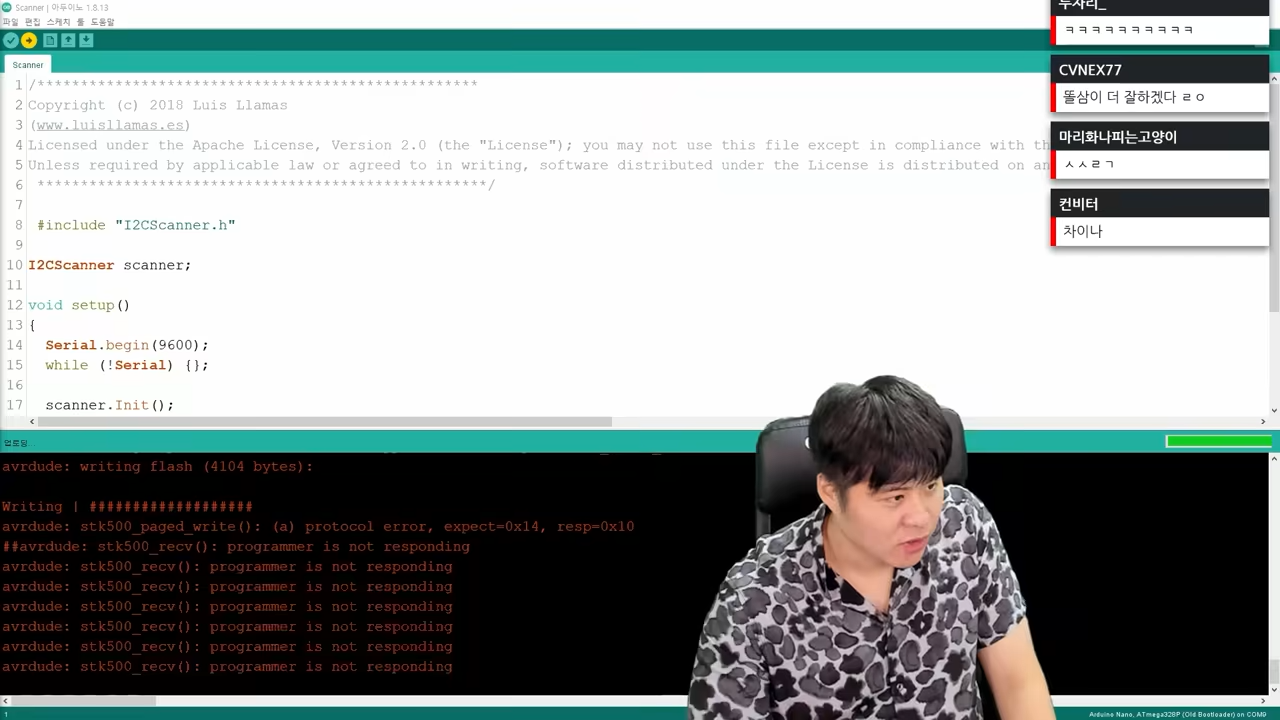 Scanner | 아두이노 1.8.13
파일 편집 스케치 툴 도움말
Scanner
1 /***************************************************
2 Copyright (c) 2018 Luis Llamas
3 (www.luisllamas.es)
4 Licensed under the Apache License, Version 2.0 (the "License"); you may not use this file except in compliance with th
5 Unless required by applicable law or agreed to in writing, software distributed under the License is distributed on an
6 ****************************************************/
7
8 #include "I2CScanner.h"
9
10 I2CScanner scanner;
11
12 void setup()
13 {
14 Serial.begin(9600);
15 while (!Serial) {};
16
17 scanner.Init();
ㅋㅋㅋㅋㅋㅋㅋㅋㅋㅋ
CVNEX77
똘삼이 더 잘하겠다 ㄹㅇ
마리화나피는고양이
ㅅㅅㄹㄱ
컨비터
차이나
업로딩...
avrdude: writing flash (4104 bytes):
Writing | ###################
avrdude: stk500_paged_write(): (a) protocol error, expect=0x14, resp=0x10
##avrdude: stk500_recv(): programmer is not responding
avrdude: stk500_recv(): programmer is not responding
avrdude: stk500_recv(): programmer is not responding
avrdude: stk500_recv(): programmer is not responding
avrdude: stk500_recv(): programmer is not responding
avrdude: stk500_recv(): programmer is not responding
avrdude: stk500_recv(): programmer is not responding
1
Arduino Nano, ATmega328P (Old Bootloader) on COM9